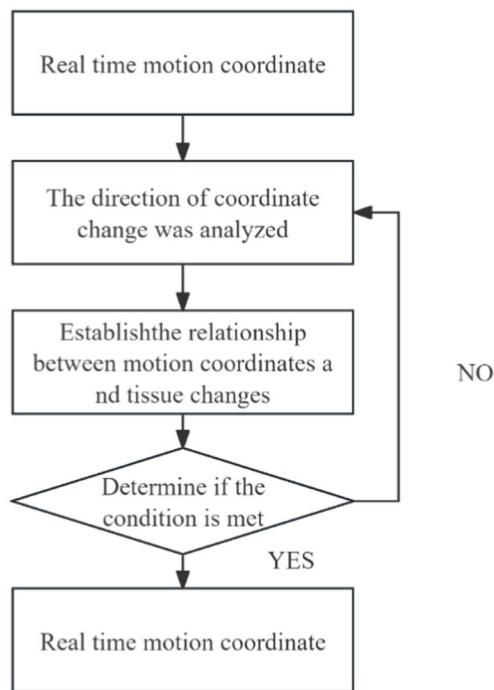 Real time motion coordinate
The direction of coordinate
change was analyzed
Establishthe relationship
between motion coordinates a
nd tissue changes
NO
Determine if the
condition is met
YES
Real time motion coordinate